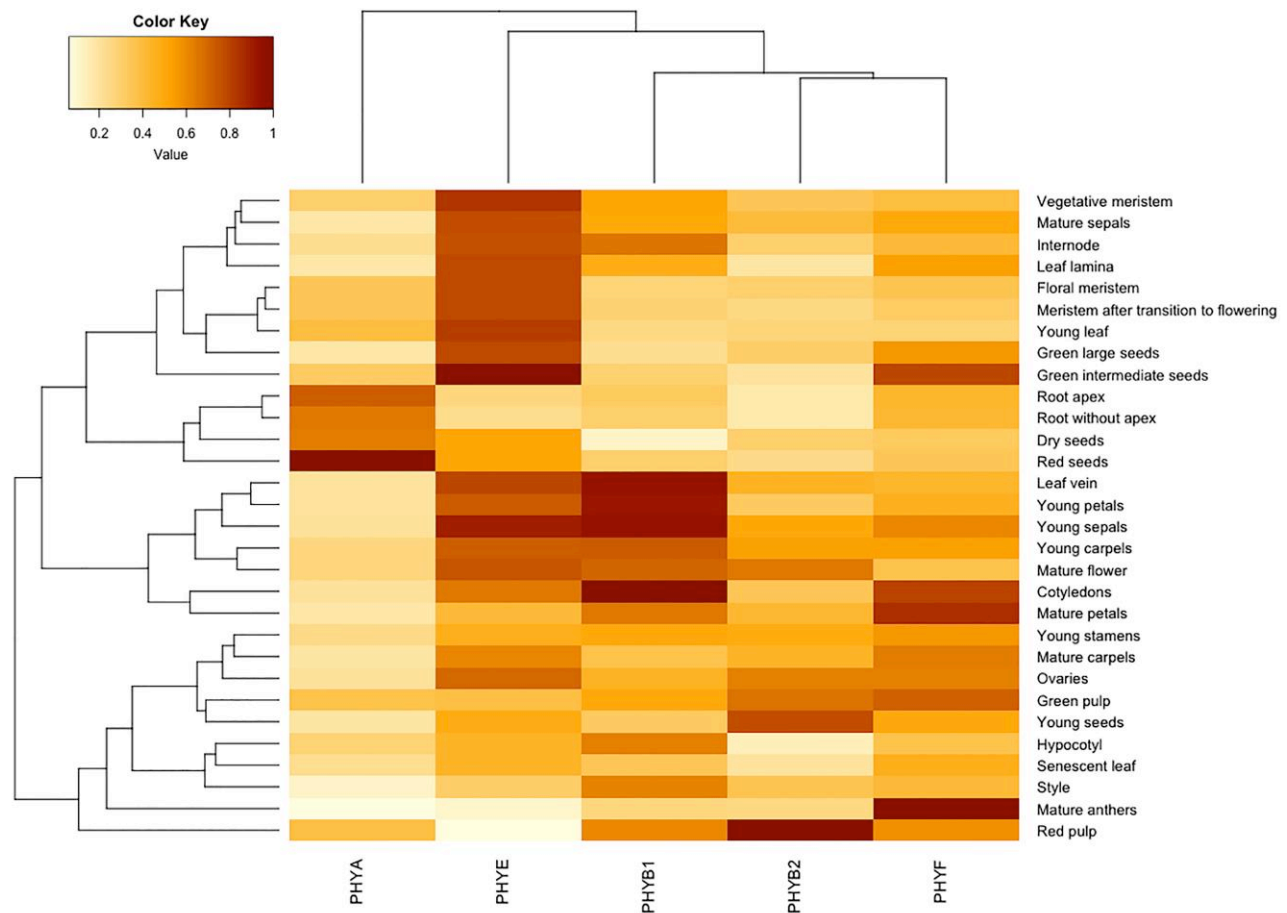 Color Key
0.2 0.4 0.6 0.8 1
Value
Vegetative meristem
Mature sepals
Internode
Leaf lamina
Floral meristem
Meristem after transition to flowering
Young leaf
Green large seeds
Green intermediate seeds
Root apex
Root without apex
Dry seeds
Red seeds
Leaf vein
Young petals
Young sepals
Young carpels
Mature flower
Cotyledons
Mature petals
Young stamens
Mature carpels
Ovaries
Green pulp
Young seeds
Hypocotyl
Senescent leaf
Style
Mature anthers
Red pulp
PHYA PHYE PHYB1 PHYB2 PHYF